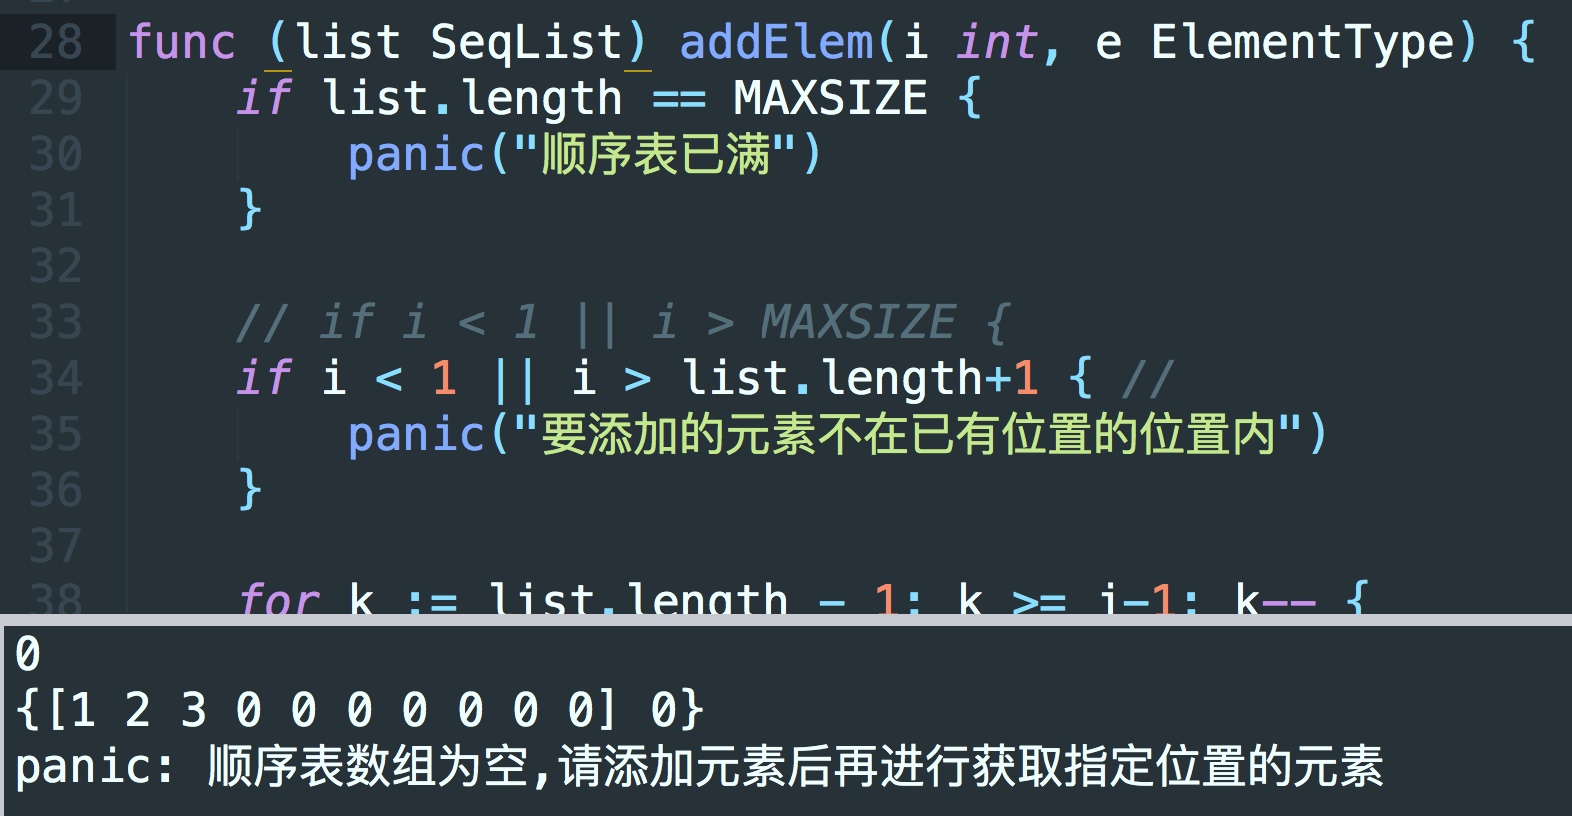 28 func (list SeqList) addElem(i int, e ElementType) {
29 if list.length == MAXSIZE {
30 panic("顺序表已满")
31 }
32
33 // if i < 1 || i > MAXSIZE {
34 if i < 1 || i > list.length+1 { //
35 panic("要添加的元素不在已有位置的位置内")
36 }
37
38 for k := list.length - 1; k >= i-1; k-- {
0
{[1 2 3 0 0 0 0 0 0 0] 0}
panic: 顺序表数组为空,请添加元素后再进行获取指定位置的元素